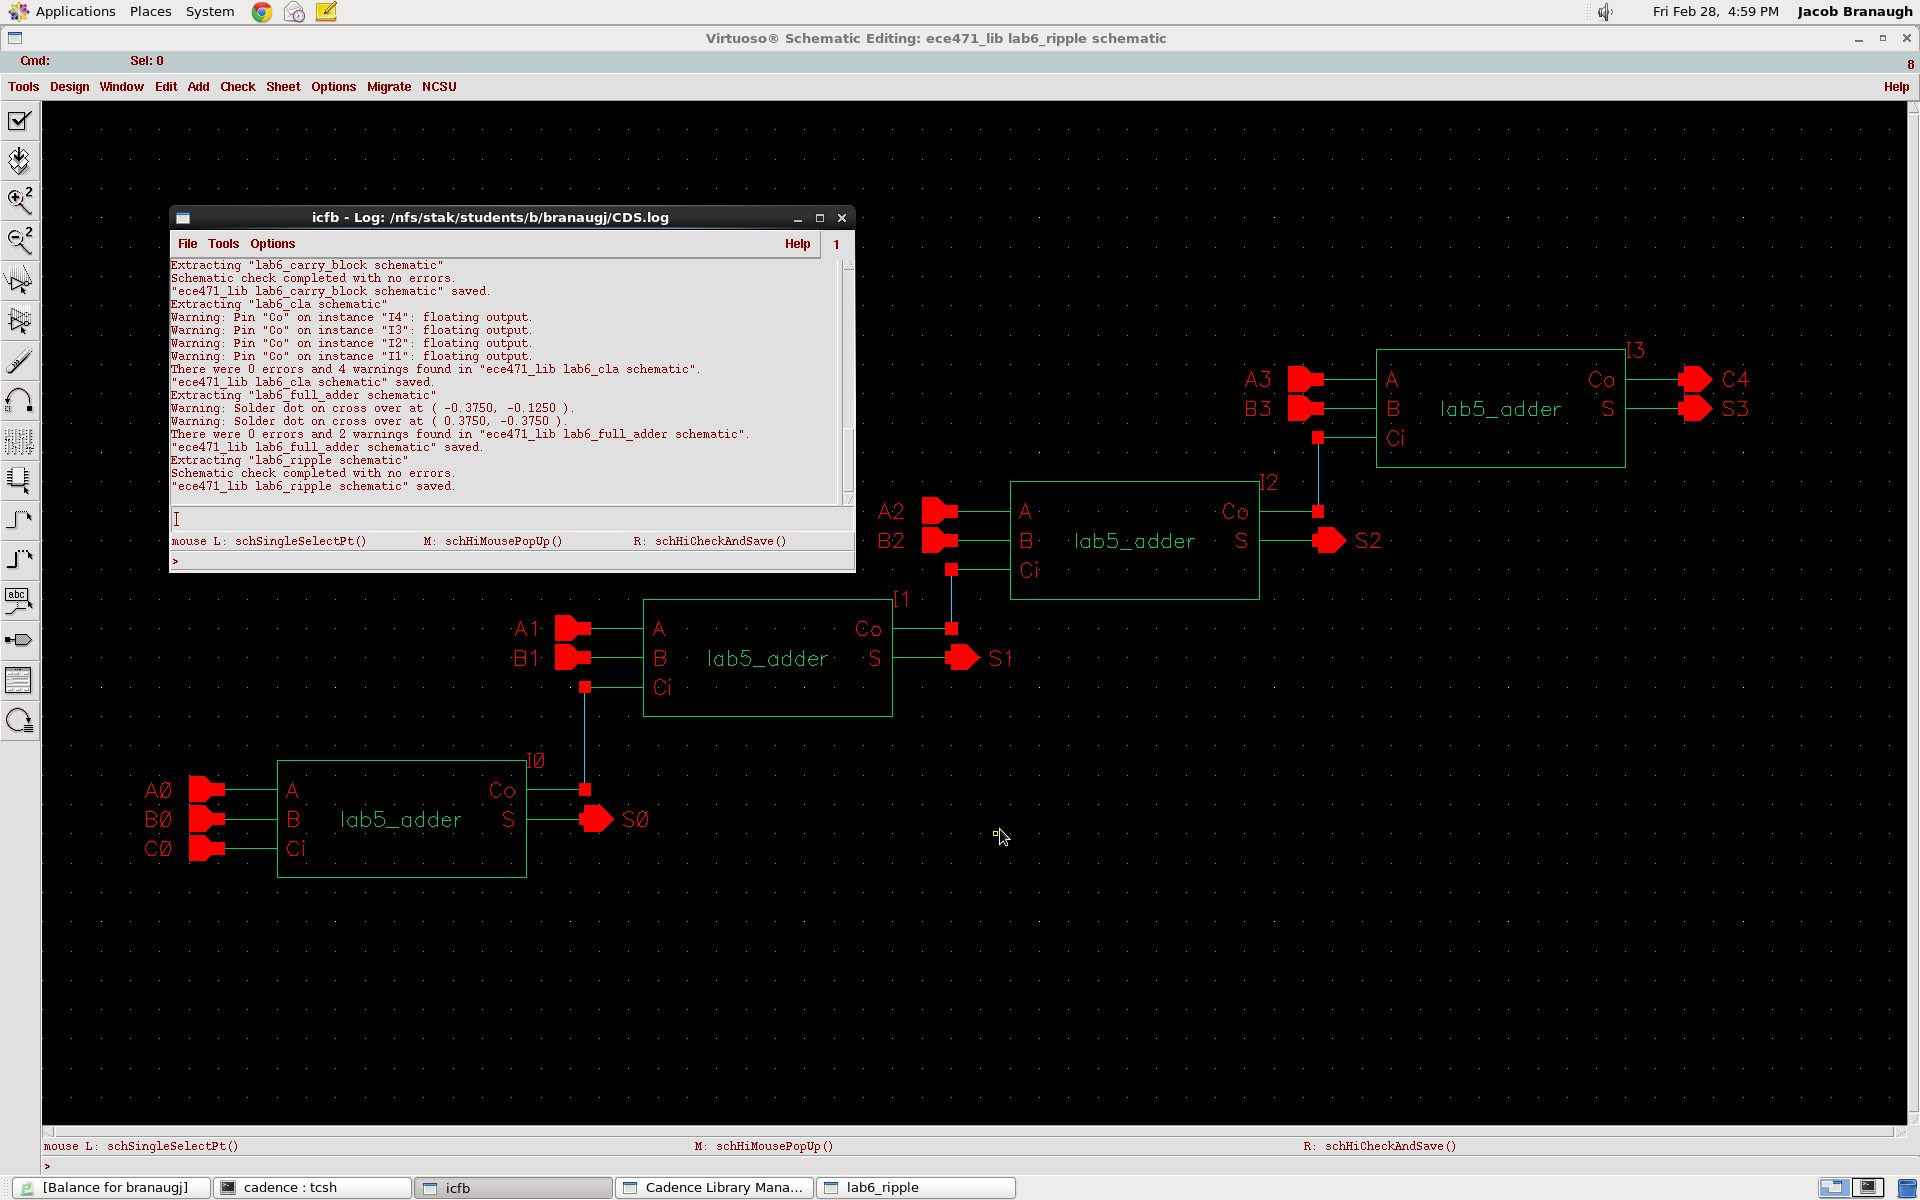 Applications Places System Fri Feb 28, 4:59 PM Jacob Branaugh
Virtuoso® Schematic Editing: ece471_lib lab6_ripple schematic
Cmd: Sel: 0 8
Tools Design Window Edit Add Check Sheet Options Migrate NCSU Help
2
2
abc
icfb - Log: /nfs/stak/students/b/branaugj/CDS.log
File Tools Options Help 1
Extracting "lab6_carry_block schematic"
Schematic check completed with no errors.
"ece471_lib lab6_carry_block schematic" saved.
Extracting "lab6_cla schematic"
Warning: Pin "Co" on instance "I4": floating output.
Warning: Pin "Co" on instance "I3": floating output.
Warning: Pin "Co" on instance "I2": floating output.
Warning: Pin "Co" on instance "I1": floating output.
There were 0 errors and 4 warnings found in "ece471_lib lab6_cla schematic".
"ece471_lib lab6_cla schematic" saved.
Extracting "lab6_full_adder schematic"
Warning: Solder dot on cross over at ( -0.3750, -0.1250 ).
Warning: Solder dot on cross over at ( 0.3750, -0.3750 ).
There were 0 errors and 2 warnings found in "ece471_lib lab6_full_adder schematic".
"ece471_lib lab6_full_adder schematic" saved.
Extracting "lab6_ripple schematic"
Schematic check completed with no errors.
"ece471_lib lab6_ripple schematic" saved.
mouse L: schSingleSelectPt() M: schHiMousePopUp() R: schHiCheckAndSave()
>
I3
A3 A Co C4
B3 B lab5_adder S S3
Ci
I2
A2 A Co
B2 B lab5_adder S S2
Ci
I1
A1 A Co
B1 B lab5_adder S S1
Ci
I0
A0 A Co
B0 B lab5_adder S S0
C0 Ci
mouse L: schSingleSelectPt() M: schHiMousePopUp() R: schHiCheckAndSave()
>
[Balance for branaugj] cadence : tcsh icfb Cadence Library Mana... lab6_ripple